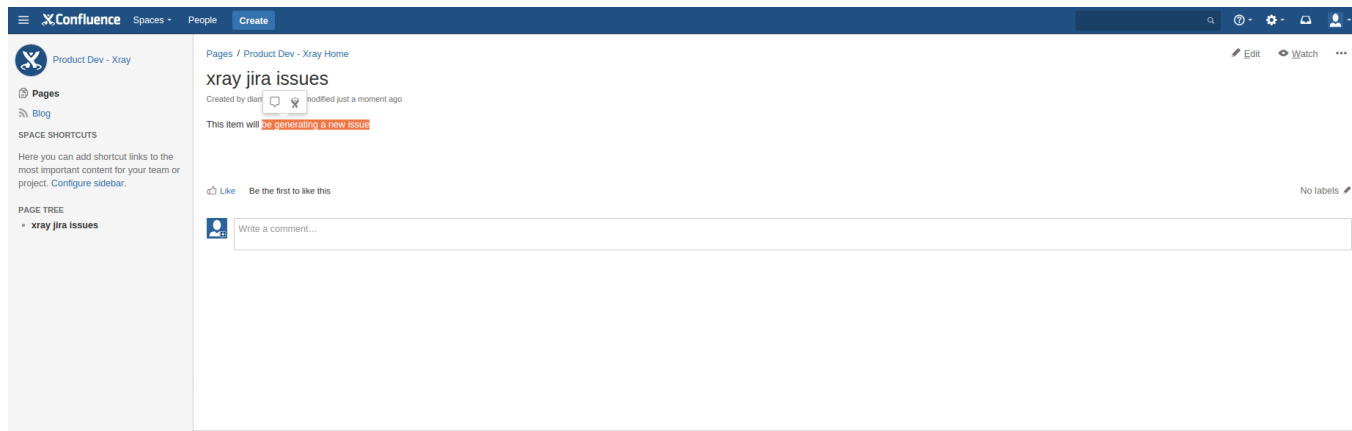 Confluence Spaces People Create
Product Dev - Xray
Pages
Blog
SPACE SHORTCUTS
Here you can add shortcut links to the
most important content for your team or
project. Configure sidebar.
PAGE TREE
xray jira issues
Pages / Product Dev - Xray Home
Edit Watch
xray jira issues
Created by modified just a moment ago
This item will be generating a new issue
Like Be the first to like this
No labels
Write a comment…